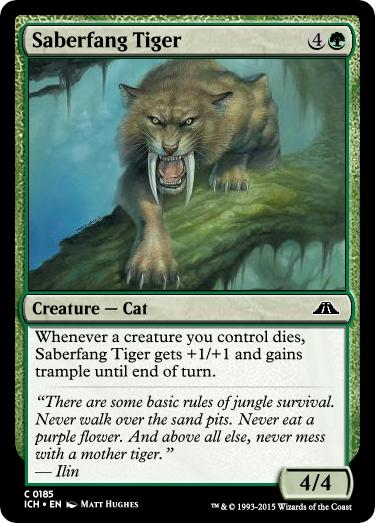 Saberfang Tiger 4
Creature — Cat
Whenever a creature you control dies,
Saberfang Tiger gets +1/+1 and gains
trample until end of turn.
“There are some basic rules of jungle survival.
Never walk over the sand pits. Never eat a
purple flower. And above all else, never mess
with a mother tiger.”
— Ilin
4/4
C 0185
ICH • EN Matt Hughes
™ & © 1993-2015 Wizards of the Coast